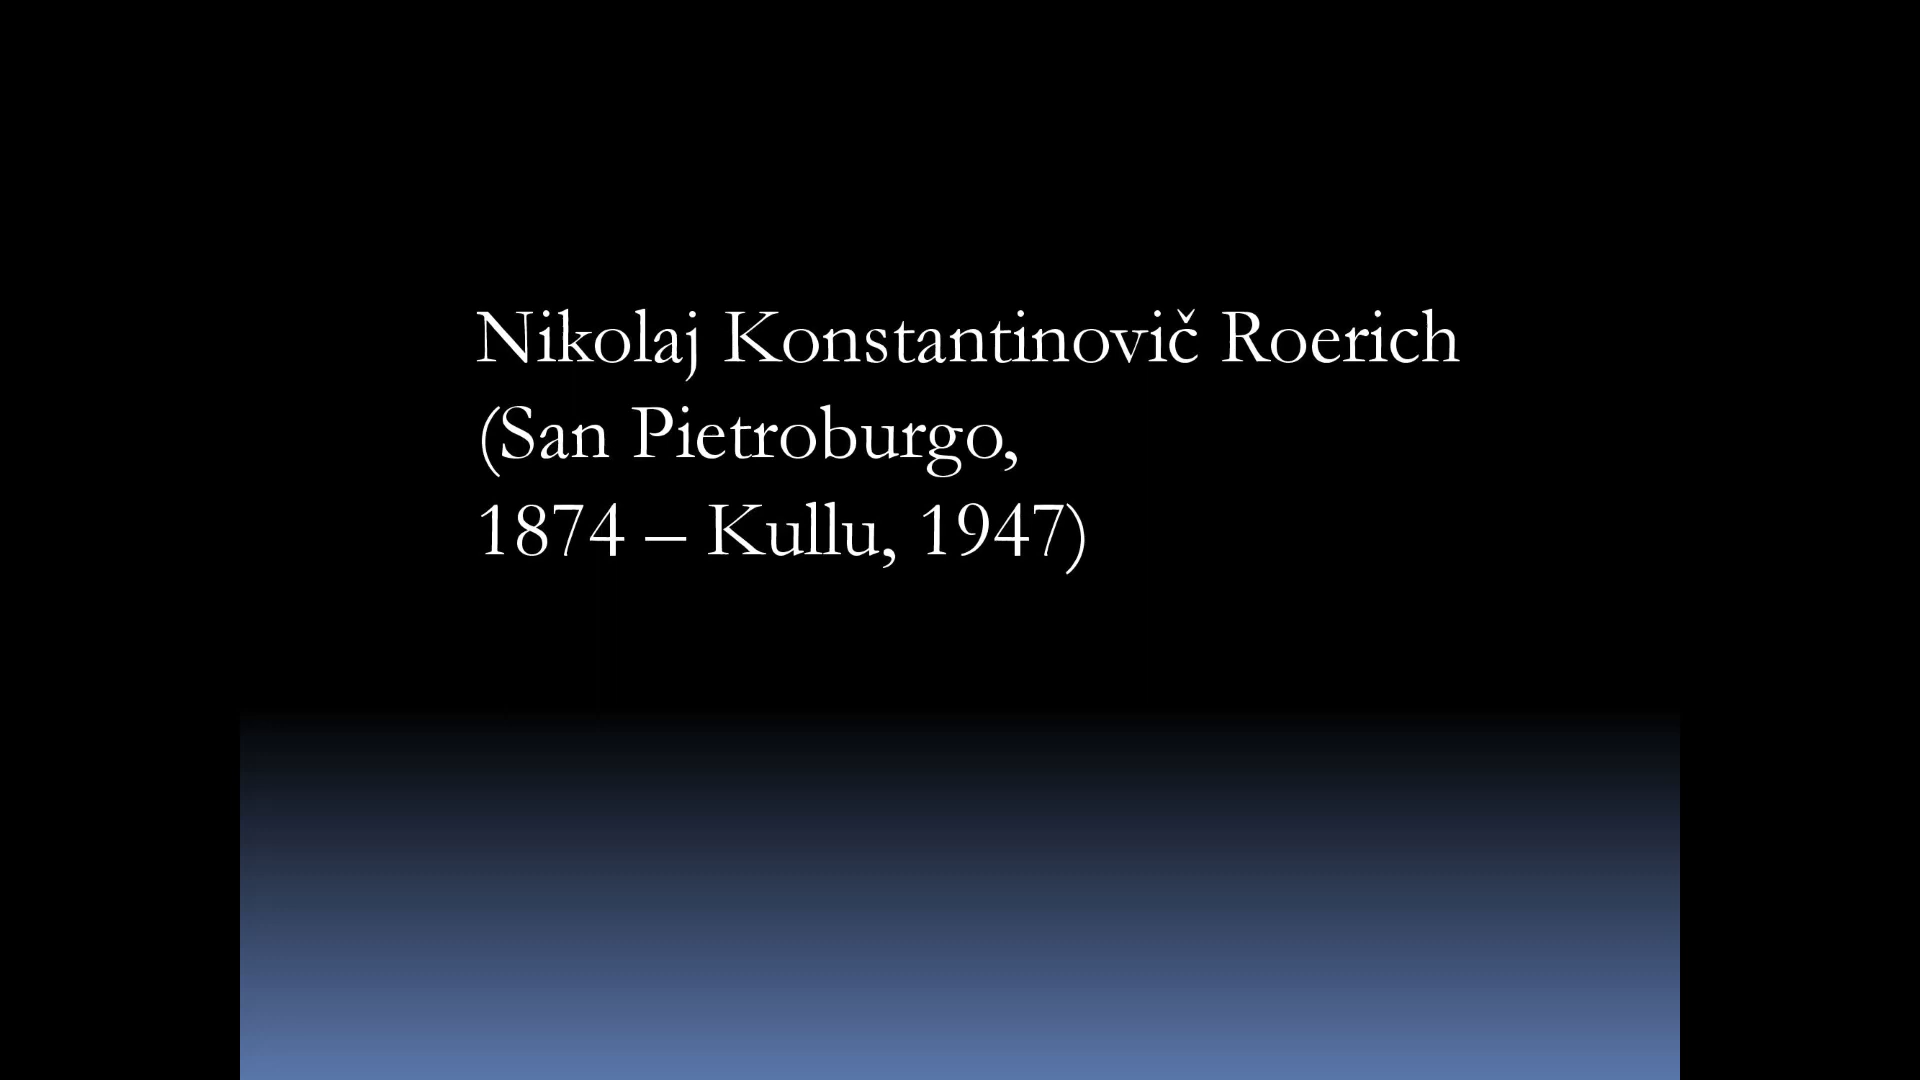 Nikolaj Konstantinovič Roerich
(San Pietroburgo,
1874 – Kullu, 1947)